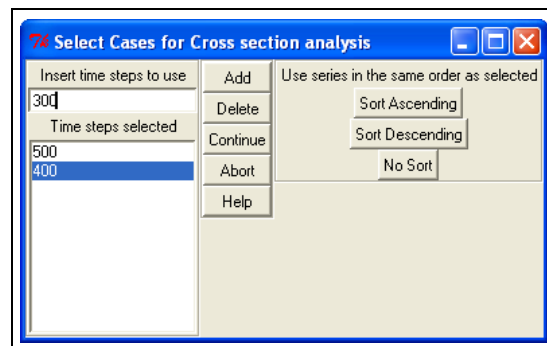 Select Cases for Cross section analysis
Insert time steps to use
300
Time steps selected
500
400
Add
Delete
Continue
Abort
Help
Use series in the same order as selected
Sort Ascending
Sort Descending
No Sort